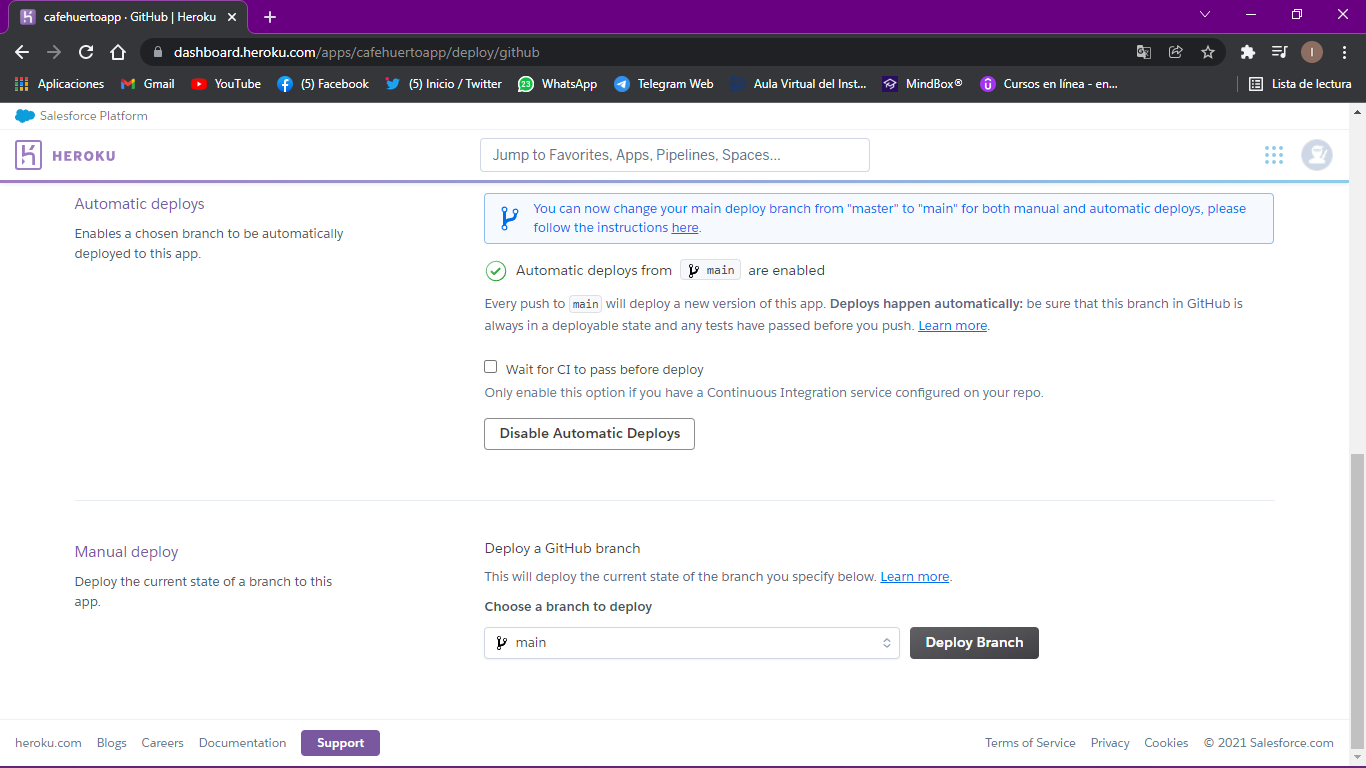 cafehuertoapp · GitHub | Heroku
dashboard.heroku.com/apps/cafehuertoapp/deploy/github
I
Aplicaciones Gmail YouTube (5) Facebook (5) Inicio / Twitter 23 WhatsApp Telegram Web Aula Virtual del Inst... MindBox® Cursos en línea - en... Lista de lectura
Salesforce Platform
HEROKU
Jump to Favorites, Apps, Pipelines, Spaces...
Automatic deploys
Enables a chosen branch to be automatically
deployed to this app.
You can now change your main deploy branch from "master" to "main" for both manual and automatic deploys, please
follow the instructions here.
Automatic deploys from main are enabled
Every push to main will deploy a new version of this app. Deploys happen automatically: be sure that this branch in GitHub is
always in a deployable state and any tests have passed before you push. Learn more.
Wait for CI to pass before deploy
Only enable this option if you have a Continuous Integration service configured on your repo.
Disable Automatic Deploys
Manual deploy
Deploy the current state of a branch to this
app.
Deploy a GitHub branch
This will deploy the current state of the branch you specify below. Learn more.
Choose a branch to deploy
main
Deploy Branch
heroku.com Blogs Careers Documentation Support Terms of Service Privacy Cookies © 2021 Salesforce.com